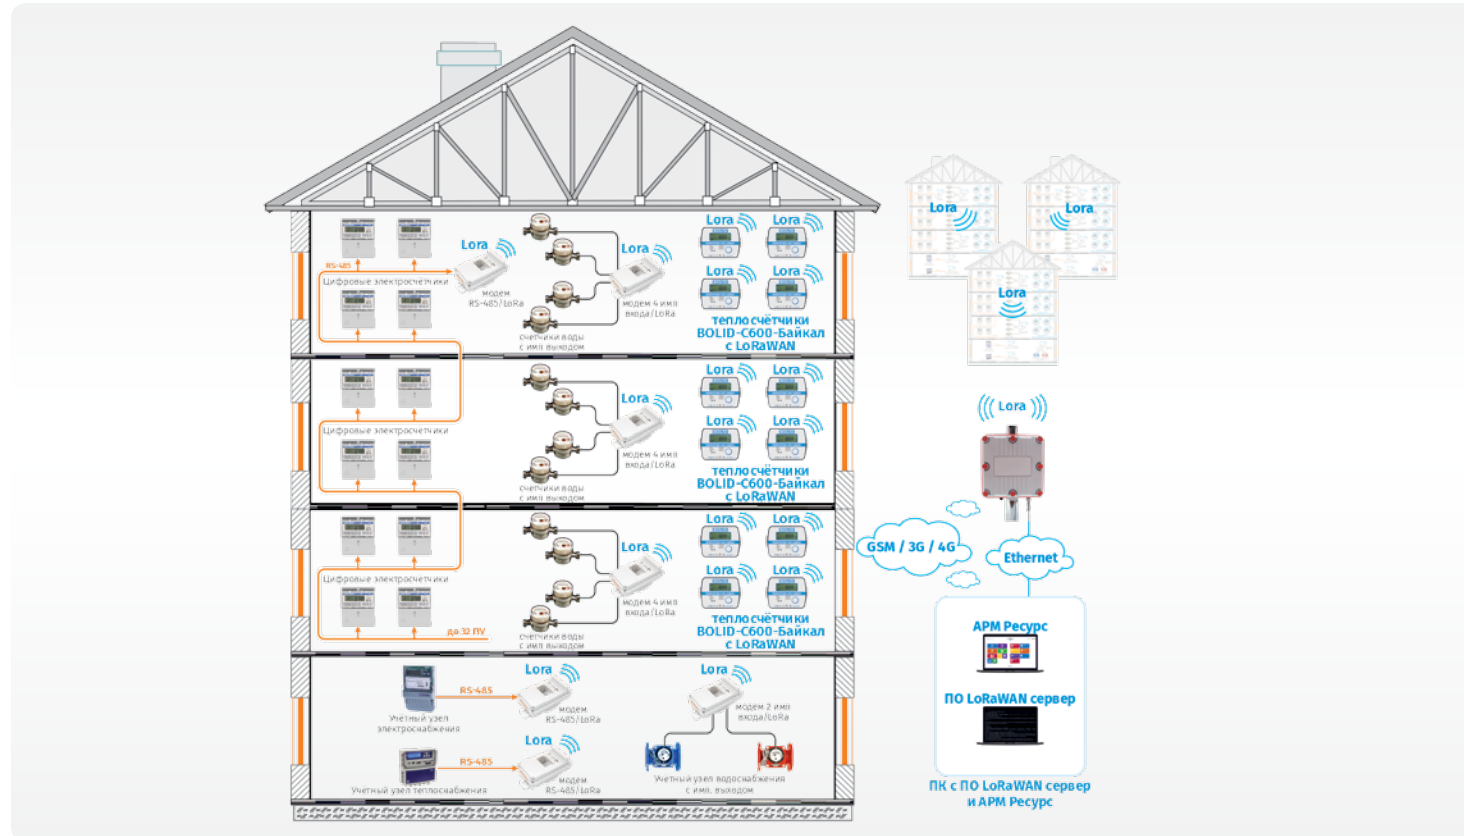 Lora
Lora
RS-485
Цифровые электросчётчики
модем
RS-485/LoRa
Lora
модем 4 имп
входа/LoRa
счетчики воды
с имп выходом
Lora
Lora
Lora
Lora
теплосчётчики
BOLID-С600-Байкал
с LoRaWAN
Цифровые электросчетчики
Lora
модем 4 имп
входа/LoRa
счетчики воды
с имп выходом
Lora
Lora
Lora
Lora
теплосчётчики
BOLID-С600-Байкал
с LoRaWAN
Цифровые электросчетчики
до 32 ПУ
Lora
модем 4 имп
входа/LoRa
счетчики воды
с имп. выходом
Lora
Lora
Lora
Lora
теплосчётчики
BOLID-С600-Байкал
с LoRaWAN
RS-485
Учетный узел
электроснабжения
Lora
модем
RS-485/LoRa
RS-485
Учетный узел теплоснабжения
Lora
модем
RS-485/LoRa
Lora
модем 2 имп
входа/LoRa
Учетный узел водоснабжения
с имп. выходом
Lora
Lora
Lora
Lora
GSM / 3G / 4G
Ethernet
АРМ Ресурс
ПО LoRaWAN сервер
ПК с ПО LoRaWAN сервер
и АРМ Ресурс